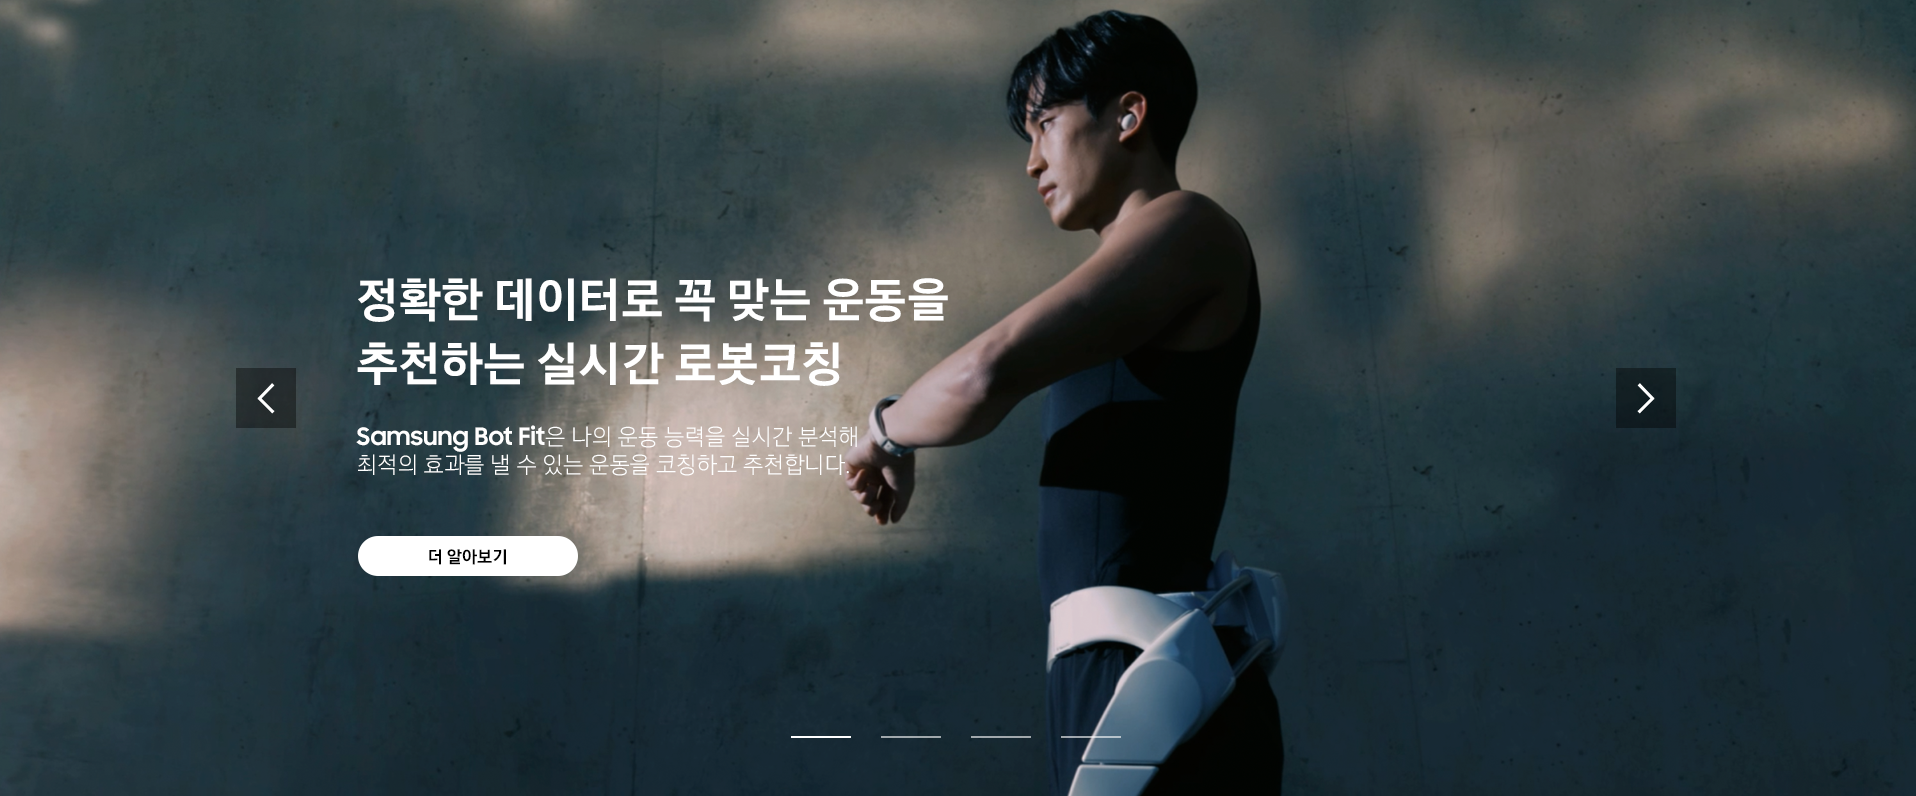 정확한 데이터로 꼭 맞는 운동을
추천하는 실시간 로봇코칭
Samsung Bot Fit은 나의 운동 능력을 실시간 분석해
최적의 효과를 낼 수 있는 운동을 코칭하고 추천합니다.
더 알아보기